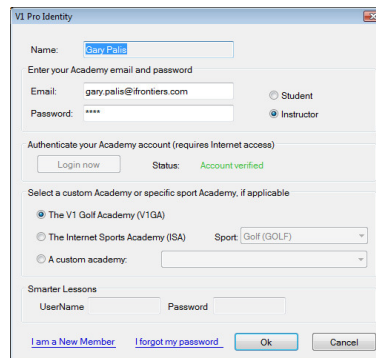 V1 Pro Identity
Name: Gary Palis
Enter your Academy email and password
Email: gary.palis@ifrontiers.com
Student
Password: ****
Instructor
Authenticate your Academy account (requires Internet access)
Login now Status: Account verified
Select a custom Academy or specific sport Academy, if applicable
The V1 Golf Academy (V1GA)
The Internet Sports Academy (ISA) Sport: Golf (GOLF)
A custom academy:
Smarter Lessons
UserName Password
I am a New Member I forgot my password Ok Cancel